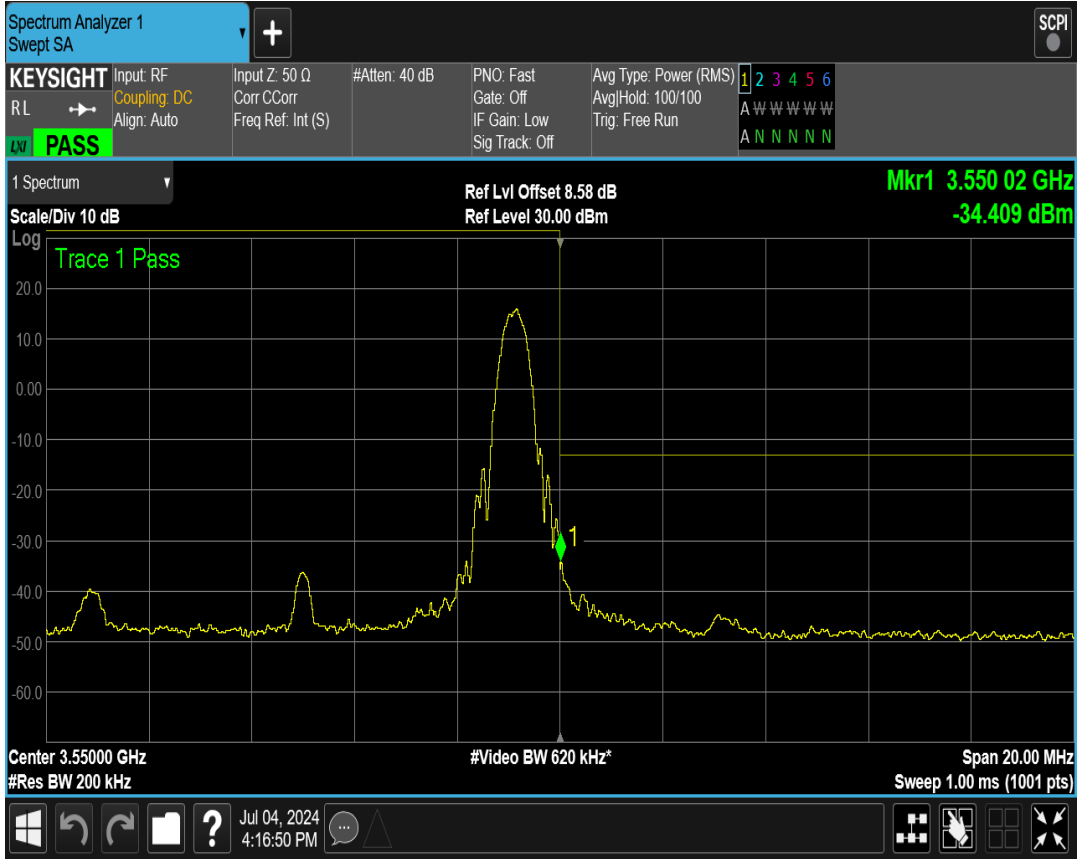 Spectrum Analyzer 1
Swept SA
+
SCPI
KEYSIGHT
RL
LXI PASS
Input: RF
Coupling: DC
Align: Auto
Input Z: 50 Ω
Corr CCorr
Freq Ref: Int (S)
#Atten: 40 dB
PNO: Fast
Gate: Off
IF Gain: Low
Sig Track: Off
Avg Type: Power (RMS)
Avg|Hold: 100/100
Trig: Free Run
1 2 3 4 5 6
A W W W W W
A N N N N N
1 Spectrum
Scale/Div 10 dB
Ref Lvl Offset 8.58 dB
Ref Level 30.00 dBm
Mkr1 3.550 02 GHz
-34.409 dBm
Log
Trace 1 Pass
20.0
10.0
0.00
-10.0
-20.0
-30.0
-40.0
-50.0
-60.0
1
Center 3.55000 GHz
#Res BW 200 kHz
#Video BW 620 kHz*
Span 20.00 MHz
Sweep 1.00 ms (1001 pts)
?
Jul 04, 2024
4:16:50 PM